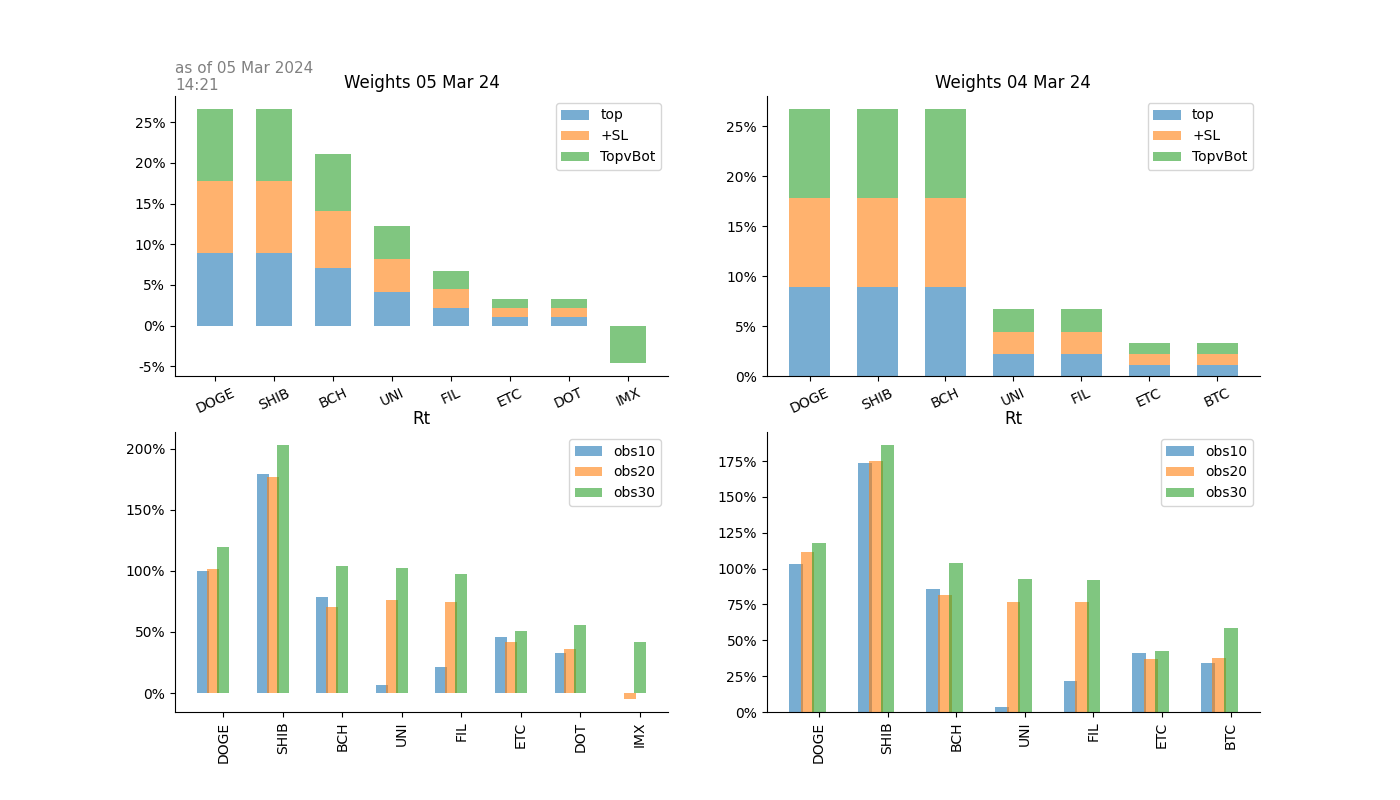 as of 05 Mar 2024
14:21
Weights 05 Mar 24
25%
20%
15%
10%
5%
0%
-5%
top
+SL
TopvBot
DOGE SHIB BCH UNI FIL ETC DOT IMX
Weights 04 Mar 24
25%
20%
15%
10%
5%
0%
top
+SL
TopvBot
DOGE SHIB BCH UNI FIL ETC BTC
Rt
200%
150%
100%
50%
0%
obs10
obs20
obs30
DOGE SHIB BCH UNI FIL ETC DOT IMX
Rt
175%
150%
125%
100%
75%
50%
25%
0%
obs10
obs20
obs30
DOGE SHIB BCH UNI FIL ETC BTC